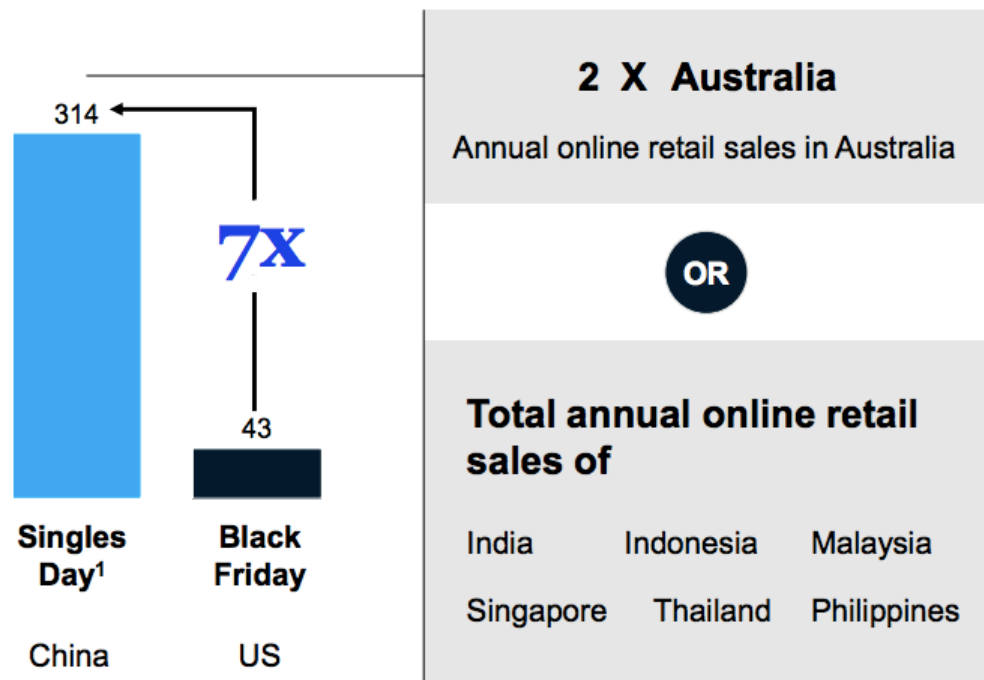 314
7x
43
Singles
Day¹
China
Black
Friday
US
2 X Australia
Annual online retail sales in Australia
OR
Total annual online retail
sales of
India Indonesia Malaysia
Singapore Thailand Philippines